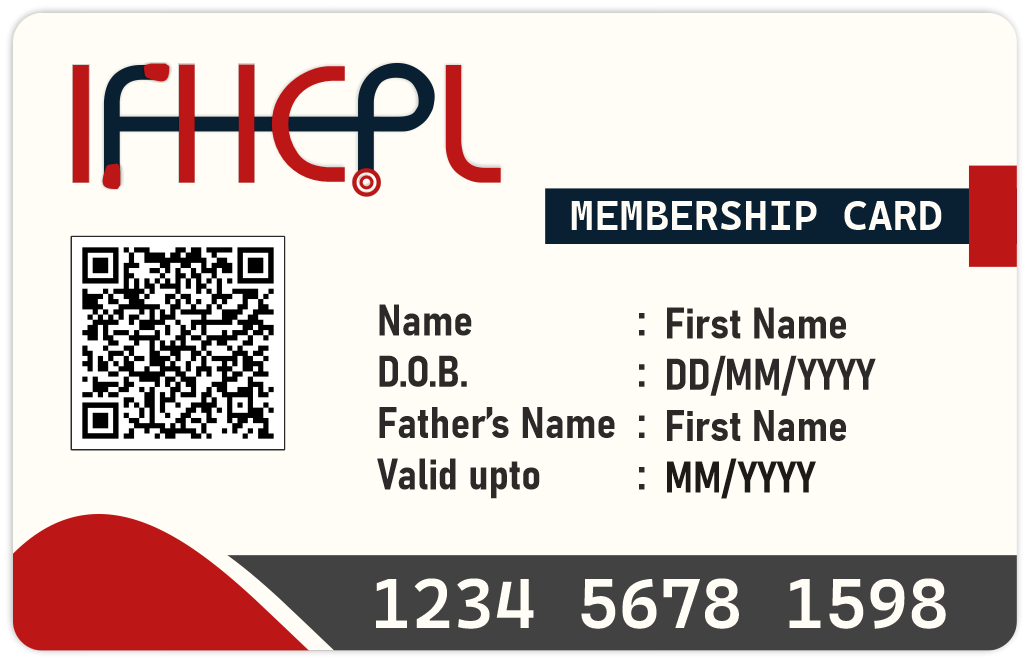 IFHEPL
MEMBERSHIP CARD
Name : First Name
D.O.B. : DD/MM/YYYY
Father’s Name : First Name
Valid upto : MM/YYYY
1234 5678 1598